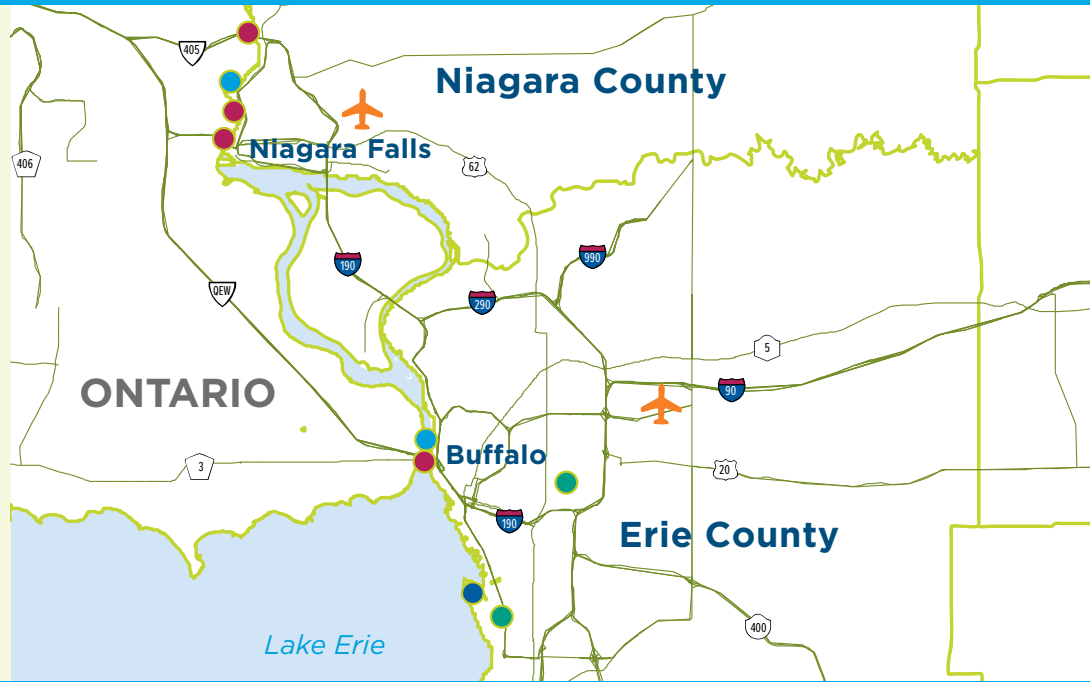 405
Niagara County
Niagara Falls
406
62
990
190
QEW
290
5
ONTARIO
90
Buffalo
3
20
190
Erie County
400
Lake Erie